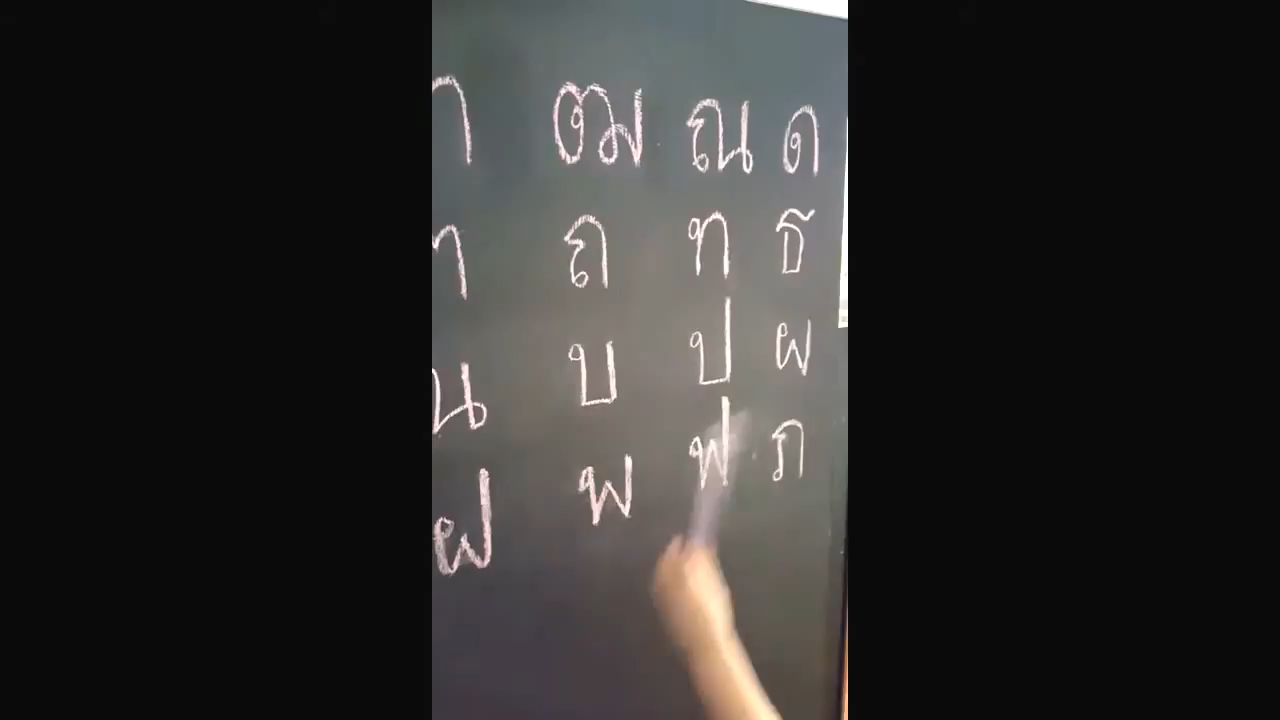 ฒ ณ ด
ถ ท ธ
น บ ป ผ
ฝ พ ฟ ภ